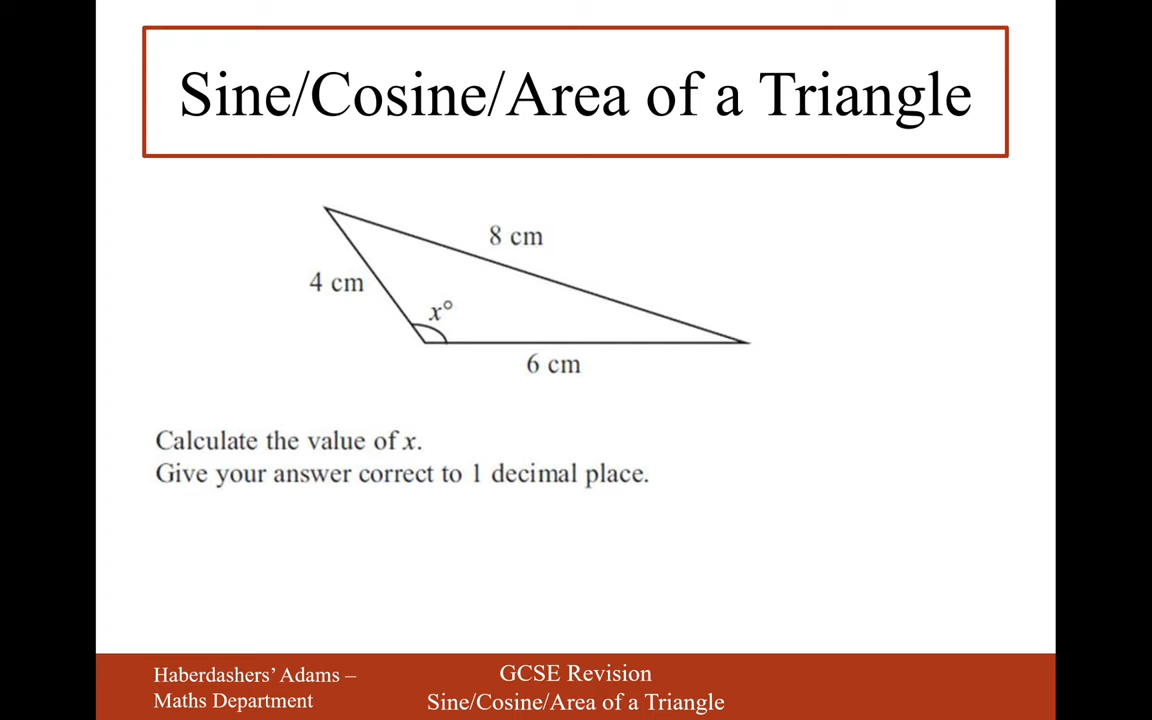 Sine/Cosine/Area of a Triangle
8 cm
4 cm
x°
6 cm
Calculate the value of x.
Give your answer correct to 1 decimal place.
Haberdashers’ Adams –
Maths Department
GCSE Revision
Sine/Cosine/Area of a Triangle